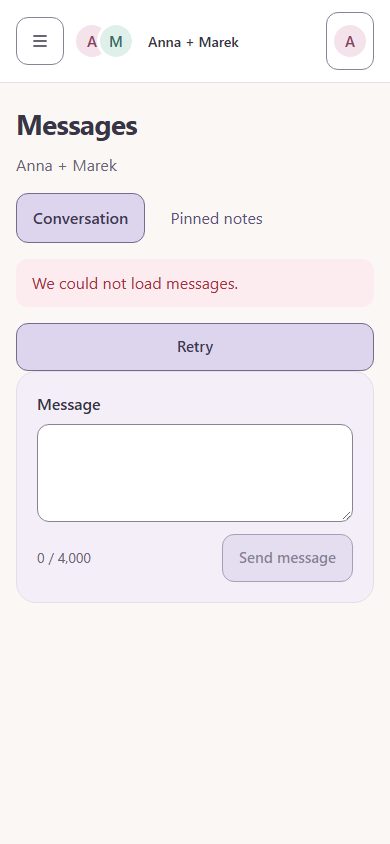 A M Anna + Marek A
Messages
Anna + Marek
Conversation Pinned notes
We could not load messages.
Retry
Message
0 / 4,000 Send message